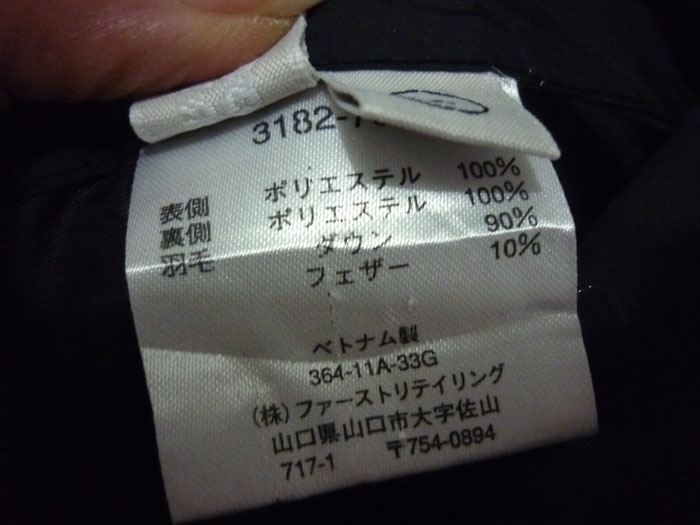 3182-7
表側 ポリエステル 100%
裏側 ポリエステル 100%
羽毛 ダウン 90%
フェザー 10%
ベトナム製
364-11A-33G
(株)ファーストリテイリング
山口県山口市大字佐山
717-1 〒754-0894